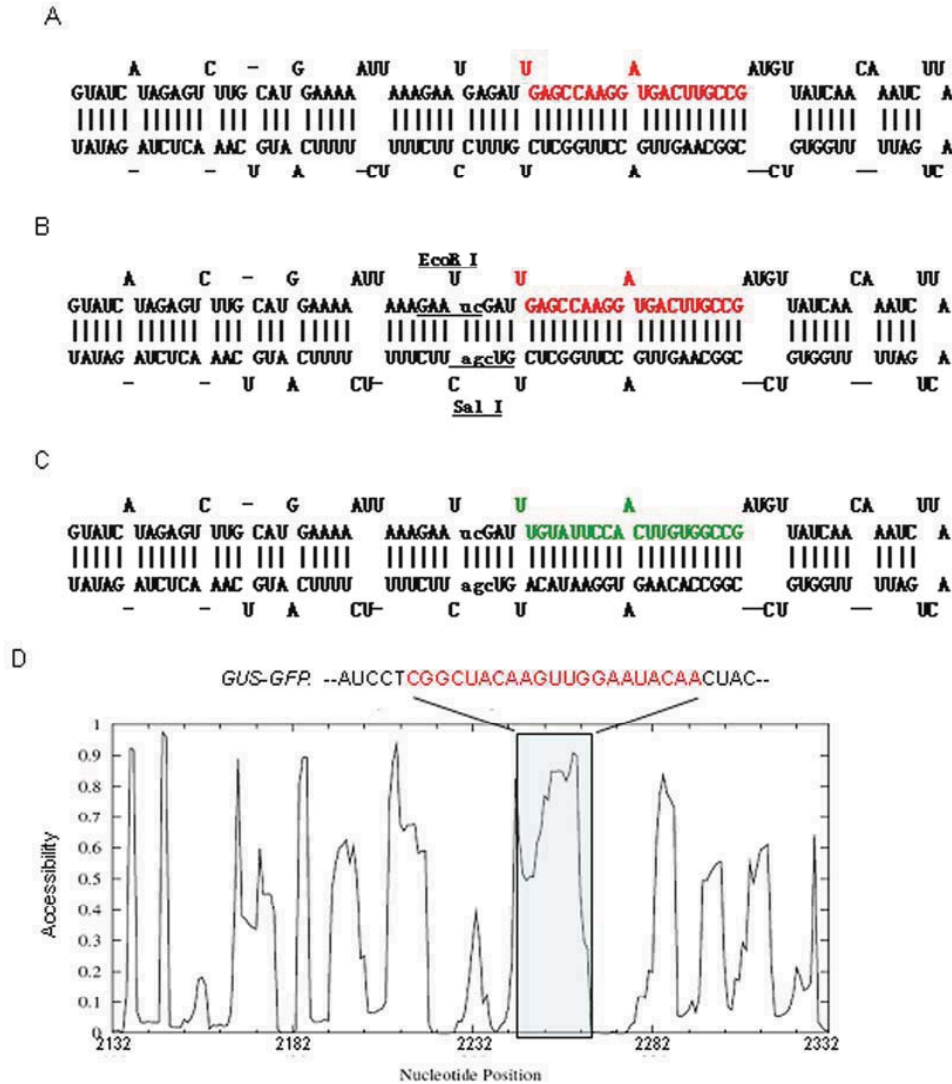 A
A C - G AUU U U A AUGU CA UU
GUAUC UAGAGU UUG CAU GAAAA AAAGAA GAGAU GAGCCAAGG UGACUUGCCG UAUCAA AAUC A
UAUAG AUCUCA AAC GUA CUUUU UUUCUU CUUUG CUCGGUUCC GUUGAACGGC GUGGUU UUAG A
- - U A -CU C U A —CU — UC
B
EcoR I
A C - G AUU U U A AUGU CA UU
GUAUC UAGAGU UUG CAU GAAAA AAAGAA ucGAU GAGCCAAGG UGACUUGCCG UAUCAA AAUC A
UAUAG AUCUCA AAC GUA CUUUU UUUCUU agcUG CUCGGUUCC GUUGAACGGC GUGGUU UUAG A
- - U A CU- C U A —CU — UC
Sal I
C
A C - G AUU U U A AUGU CA UU
GUAUC UAGAGU UUG CAU GAAAA AAAGAA ucGAU UGUAUUCCA CUUGUGGCCG UAUCAA AAUC A
UAUAG AUCUCA AAC GUA CUUUU UUUCUU agcUG ACAUAAGGU GAACACCGGC GUGGUU UUAG A
- - U A CU- C U A —CU — UC
D
GUS-GFP. --AUCCTCGGCUACAAGUUGGAAUACAACUAC--
1
0.9
0.8
0.7
0.6
0.5
0.4
0.3
0.2
0.1
0
Accessibility
2132 2182 2232 2282 2332
Nucleotide Position